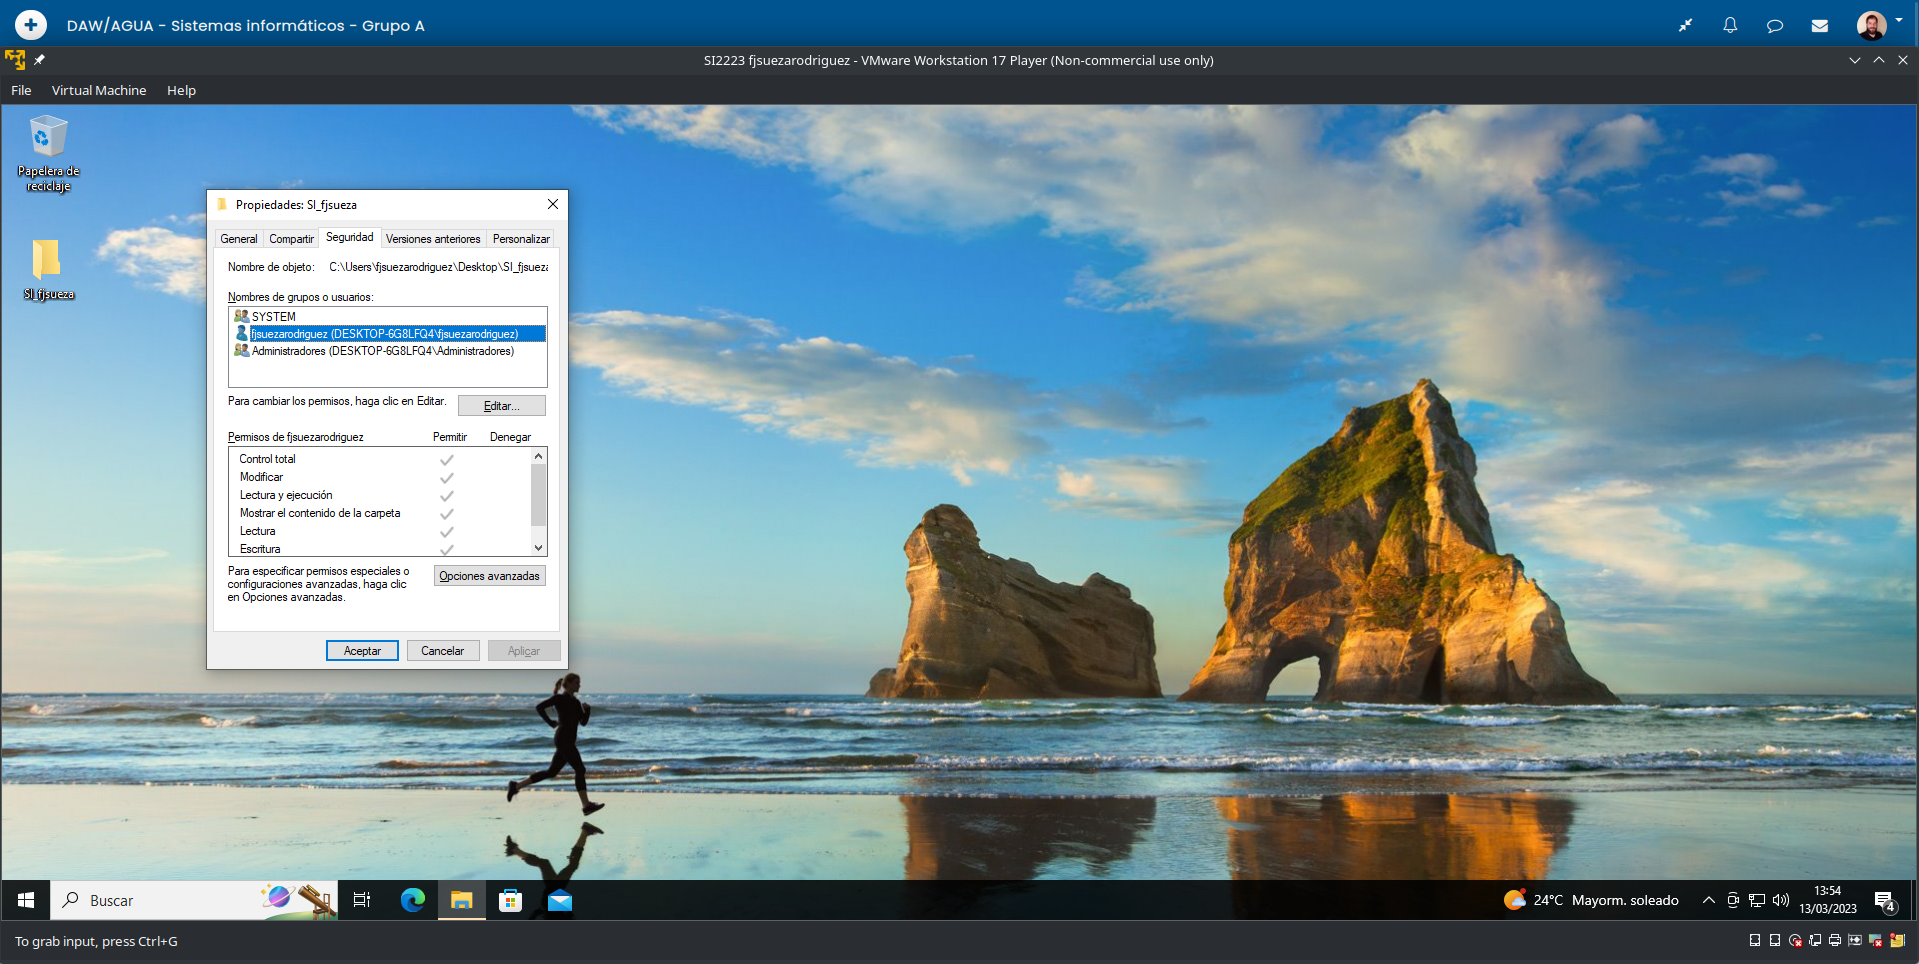 DAW/AGUA - Sistemas informáticos - Grupo A
SI2223 fjsuezarodriguez - VMware Workstation 17 Player (Non-commercial use only)
File Virtual Machine Help
Papelera de
reciclaje
SI_fjsueza
Propiedades: SI_fjsueza
General Compartir Seguridad Versiones anteriores Personalizar
Nombre de objeto: C:\Users\fjsuezarodriguez\Desktop\SI_fjsueza
Nombres de grupos o usuarios:
SYSTEM
fjsuezarodriguez (DESKTOP-6G8LFQ4\fjsuezarodriguez)
Administradores (DESKTOP-6G8LFQ4\Administradores)
Para cambiar los permisos, haga clic en Editar. Editar...
Permisos de fjsuezarodriguez Permitir Denegar
Control total
Modificar
Lectura y ejecución
Mostrar el contenido de la carpeta
Lectura
Escritura
Para especificar permisos especiales o
configuraciones avanzadas, haga clic
en Opciones avanzadas.
Opciones avanzadas
Aceptar Cancelar Aplicar
Buscar
24°C Mayorm. soleado
13:54
13/03/2023
4
To grab input, press Ctrl+G